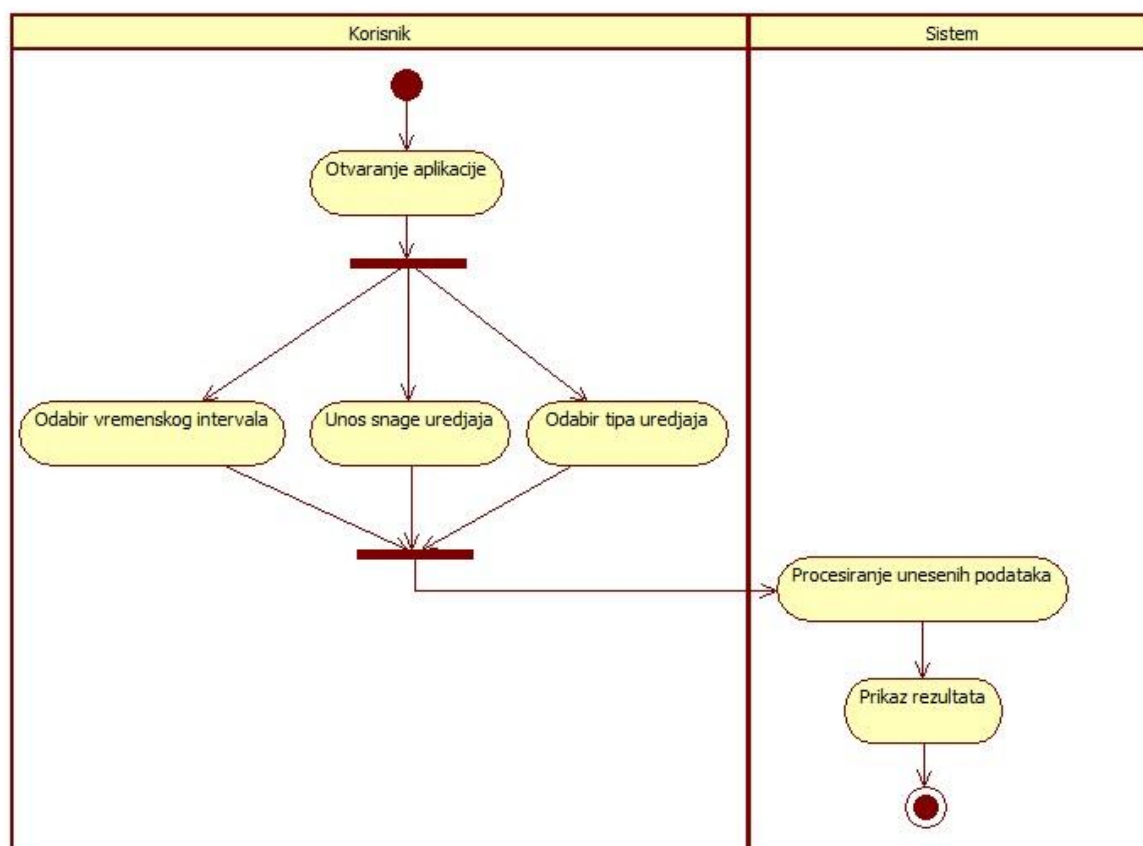 Korisnik
Sistem
Otvaranje aplikacije
Odabir vremenskog intervala
Unos snage uredjaja
Odabir tipa uredjaja
Procesiranje unesenih podataka
Prikaz rezultata